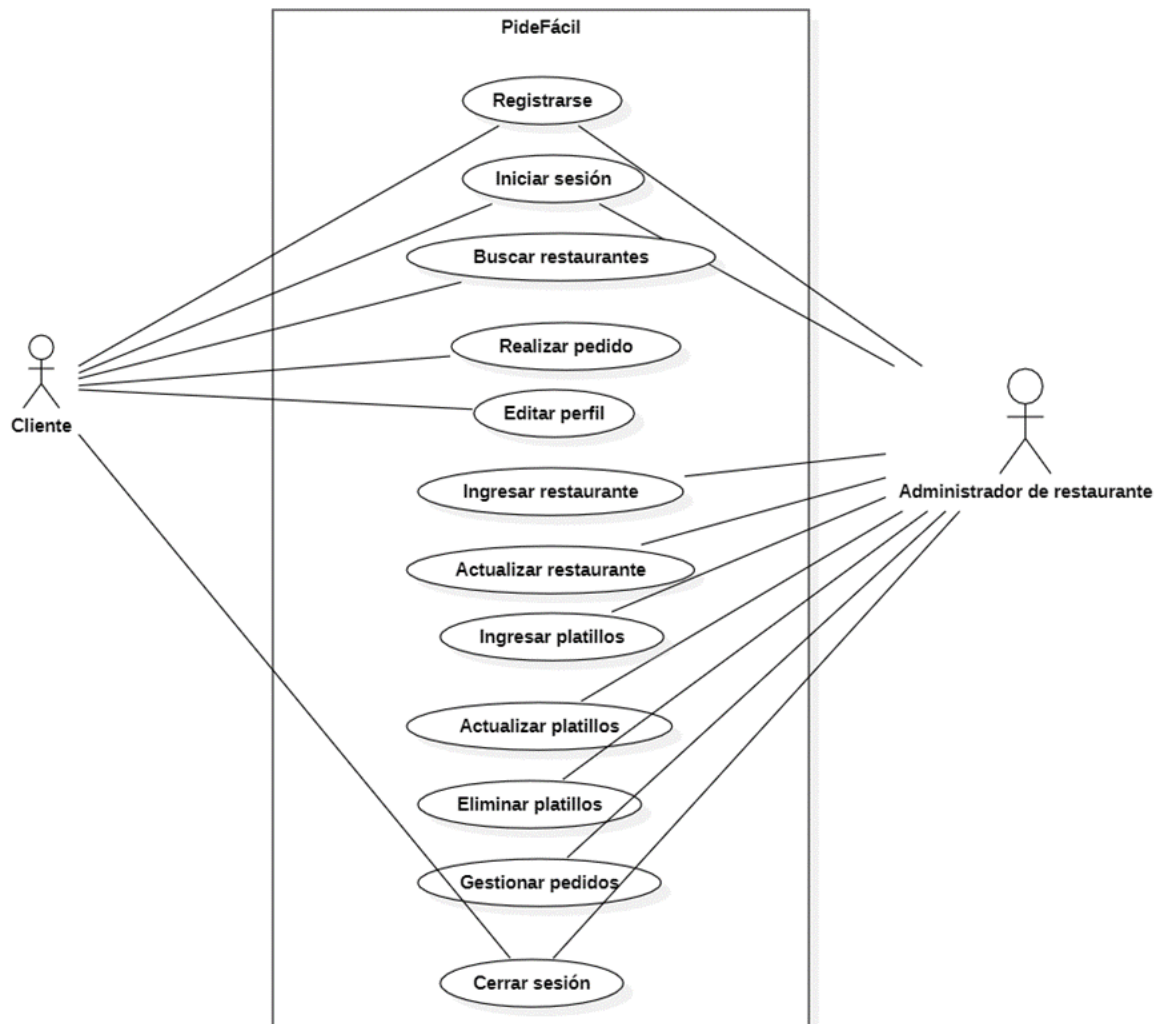 PideFácil
Registrarse
Iniciar sesión
Buscar restaurantes
Realizar pedido
Editar perfil
Cliente
Ingresar restaurante
Administrador de restaurante
Actualizar restaurante
Ingresar platillos
Actualizar platillos
Eliminar platillos
Gestionar pedidos
Cerrar sesión